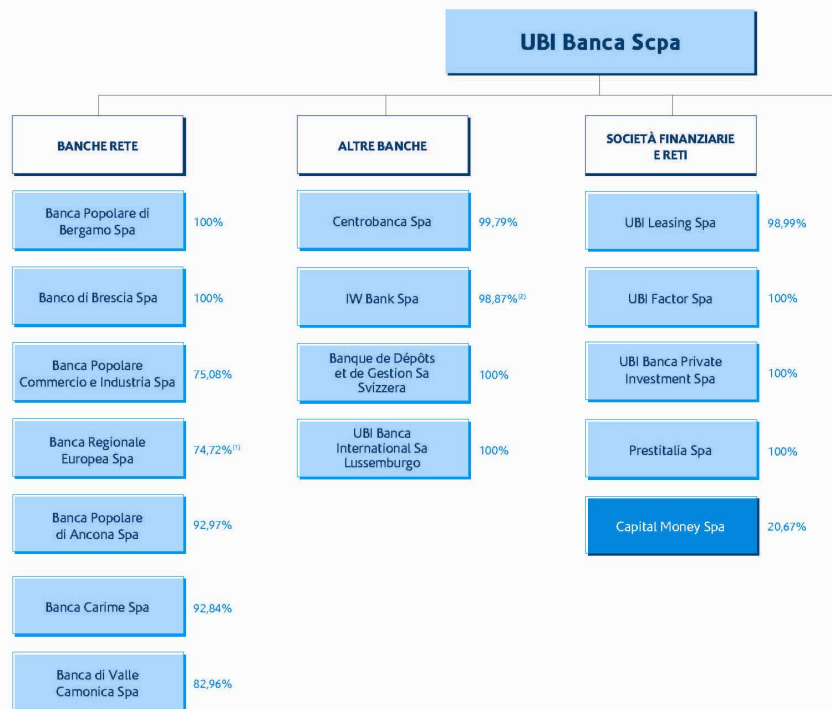 UBI Banca Scpa
BANCHE RETE
Banca Popolare di
Bergamo Spa
100%
Banco di Brescia Spa
100%
Banca Popolare
Commercio e Industria Spa
75,08%
Banca Regionale
Europea Spa
74,72%(1)
Banca Popolare
di Ancona Spa
92,97%
Banca Carime Spa
92,84%
Banca di Valle
Camonica Spa
82,96%
ALTRE BANCHE
Centrobanca Spa
99,79%
IW Bank Spa
98,87%(2)
Banque de Dépôts
et de Gestion Sa
Svizzera
100%
UBI Banca
International Sa
Lussemburgo
100%
SOCIETÀ FINANZIARIE
E RETI
UBI Leasing Spa
98,99%
UBI Factor Spa
100%
UBI Banca Private
Investment Spa
100%
Prestitalia Spa
100%
Capital Money Spa
20,67%